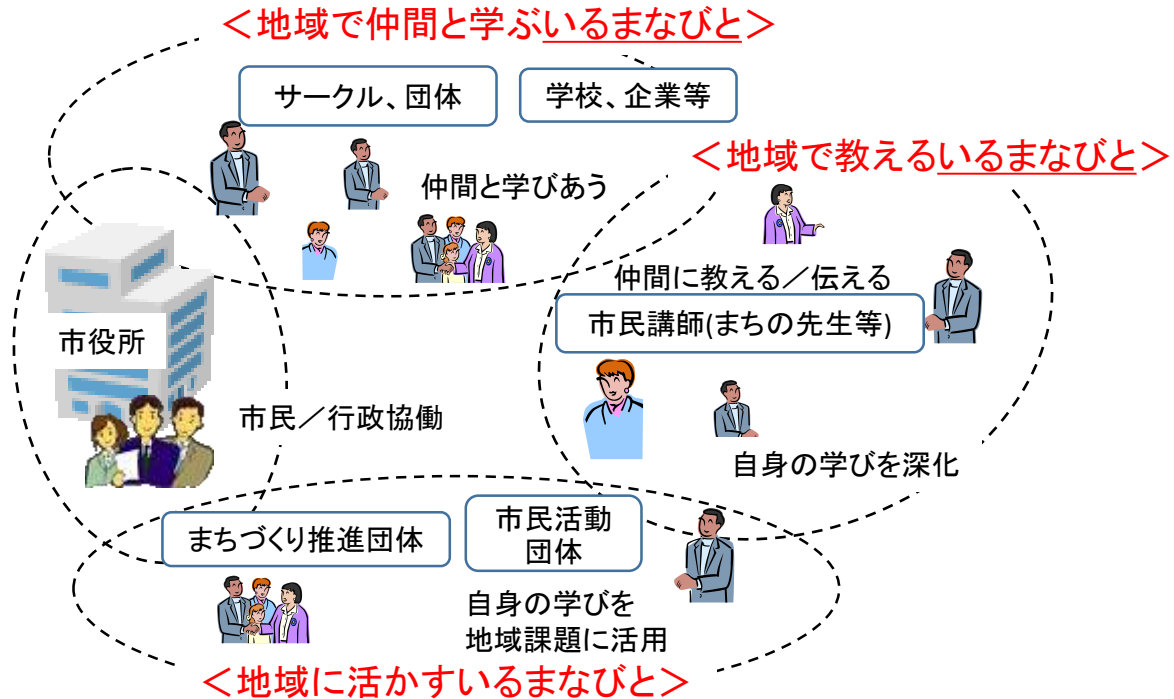 ＜地域で仲間と学ぶいるまなびと＞
サークル、団体
学校、企業等
＜地域で教えるいるまなびと＞
仲間と学びあう
仲間に教える／伝える
市民講師(まちの先生等)
市役所
市民／行政協働
自身の学びを深化
まちづくり推進団体
市民活動
団体
自身の学びを
地域課題に活用
＜地域に活かすいるまなびと＞